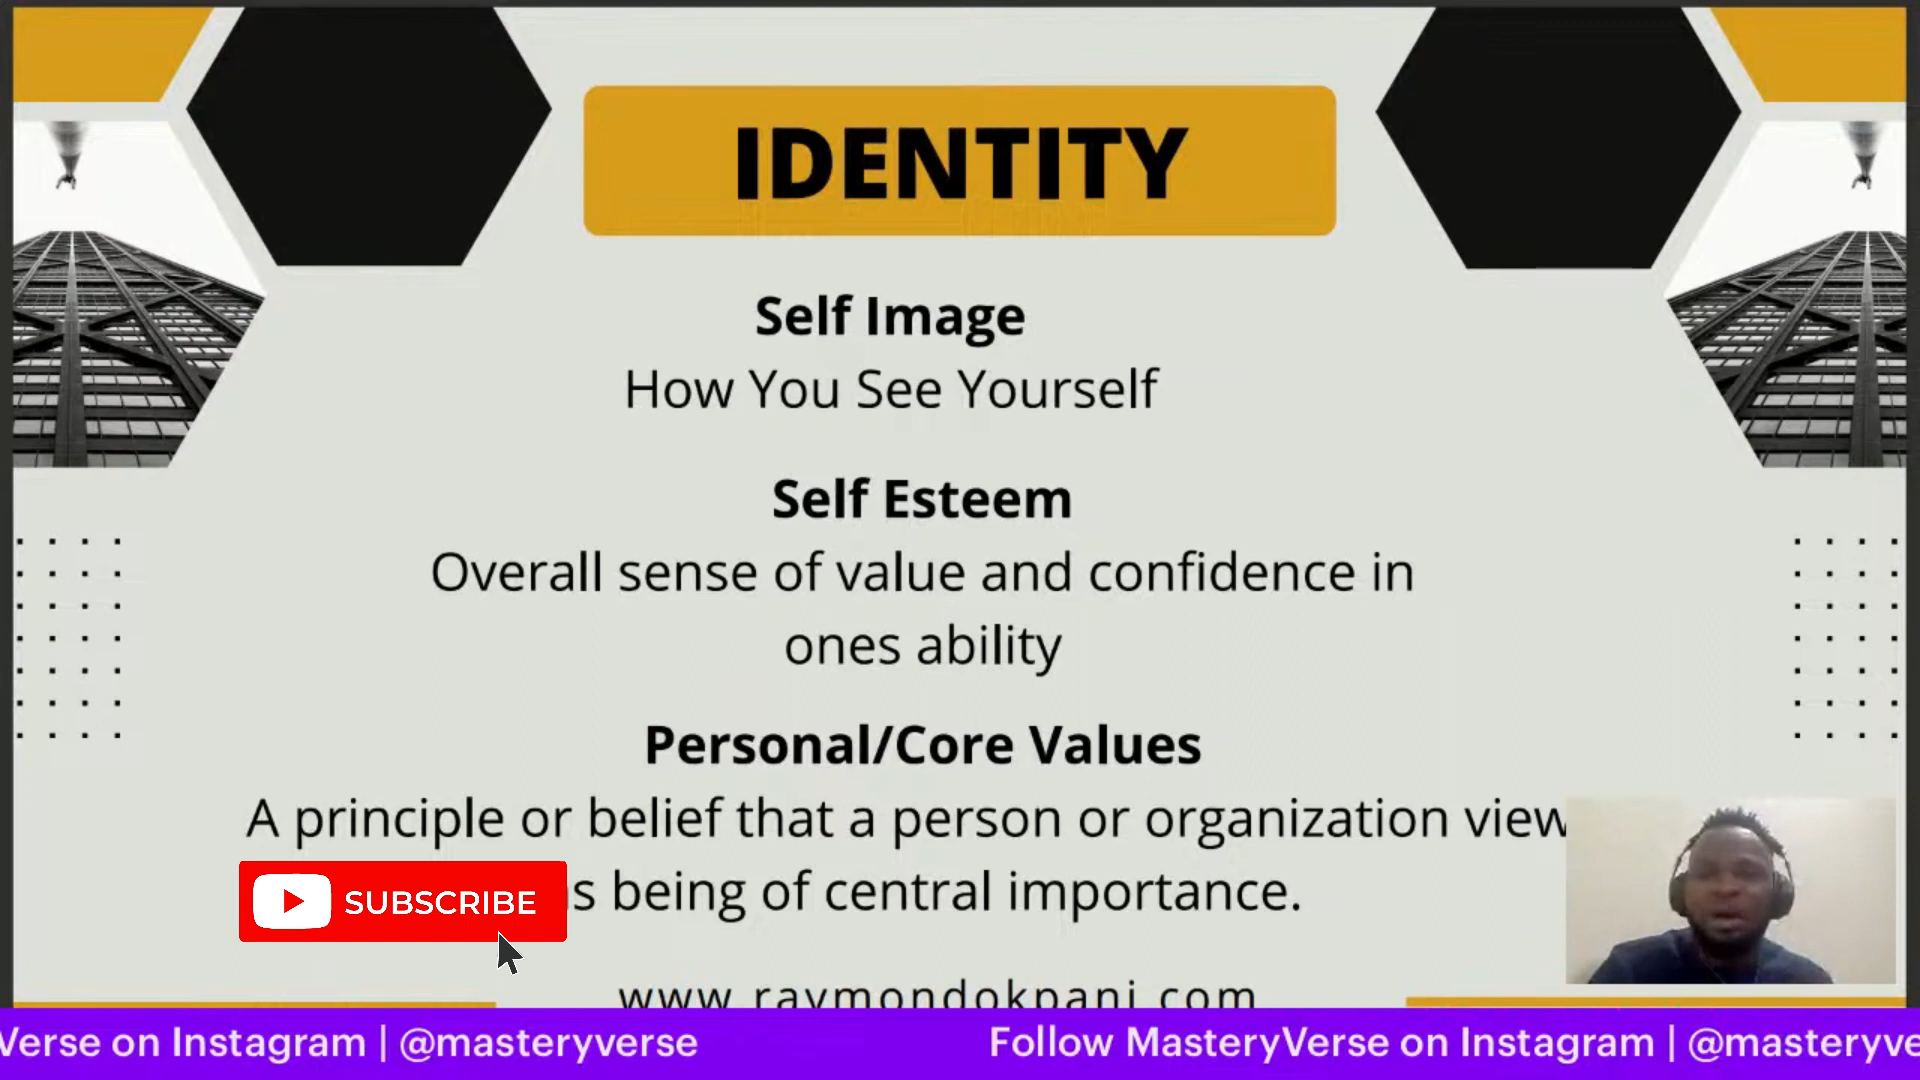 IDENTITY
Self Image
How You See Yourself
Self Esteem
Overall sense of value and confidence in
ones ability
Personal/Core Values
A principle or belief that a person or organization view
s being of central importance.
SUBSCRIBE
www.raymondokpani.com
Verse on Instagram | @masteryverse
Follow MasteryVerse on Instagram | @masteryve